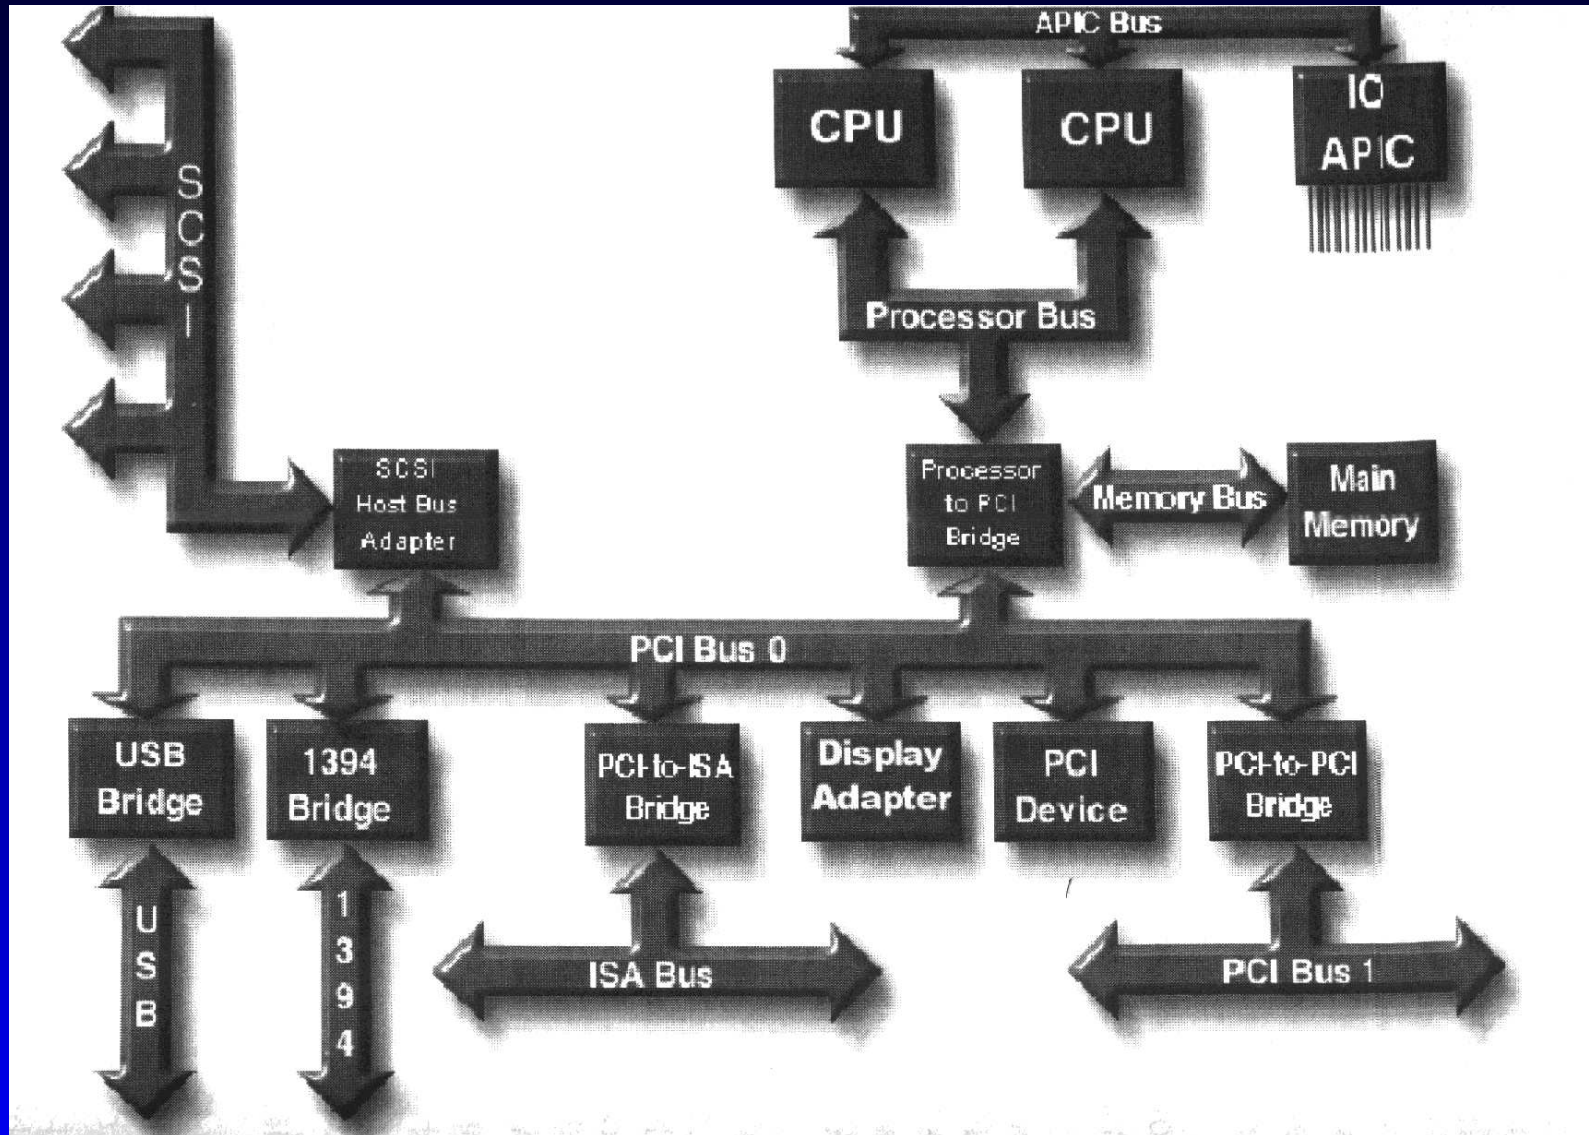 APIC Bus
CPU
CPU
IO
APIC
SCSI
Processor Bus
SCSI
Host Bus
Adapter
Processor
to PCI
Bridge
Memory Bus
Main
Memory
PCI Bus 0
USB
Bridge
1394
Bridge
PCI-to-ISA
Bridge
Display
Adapter
PCI
Device
PCI-to-PCI
Bridge
USB
1394
ISA Bus
PCI Bus 1